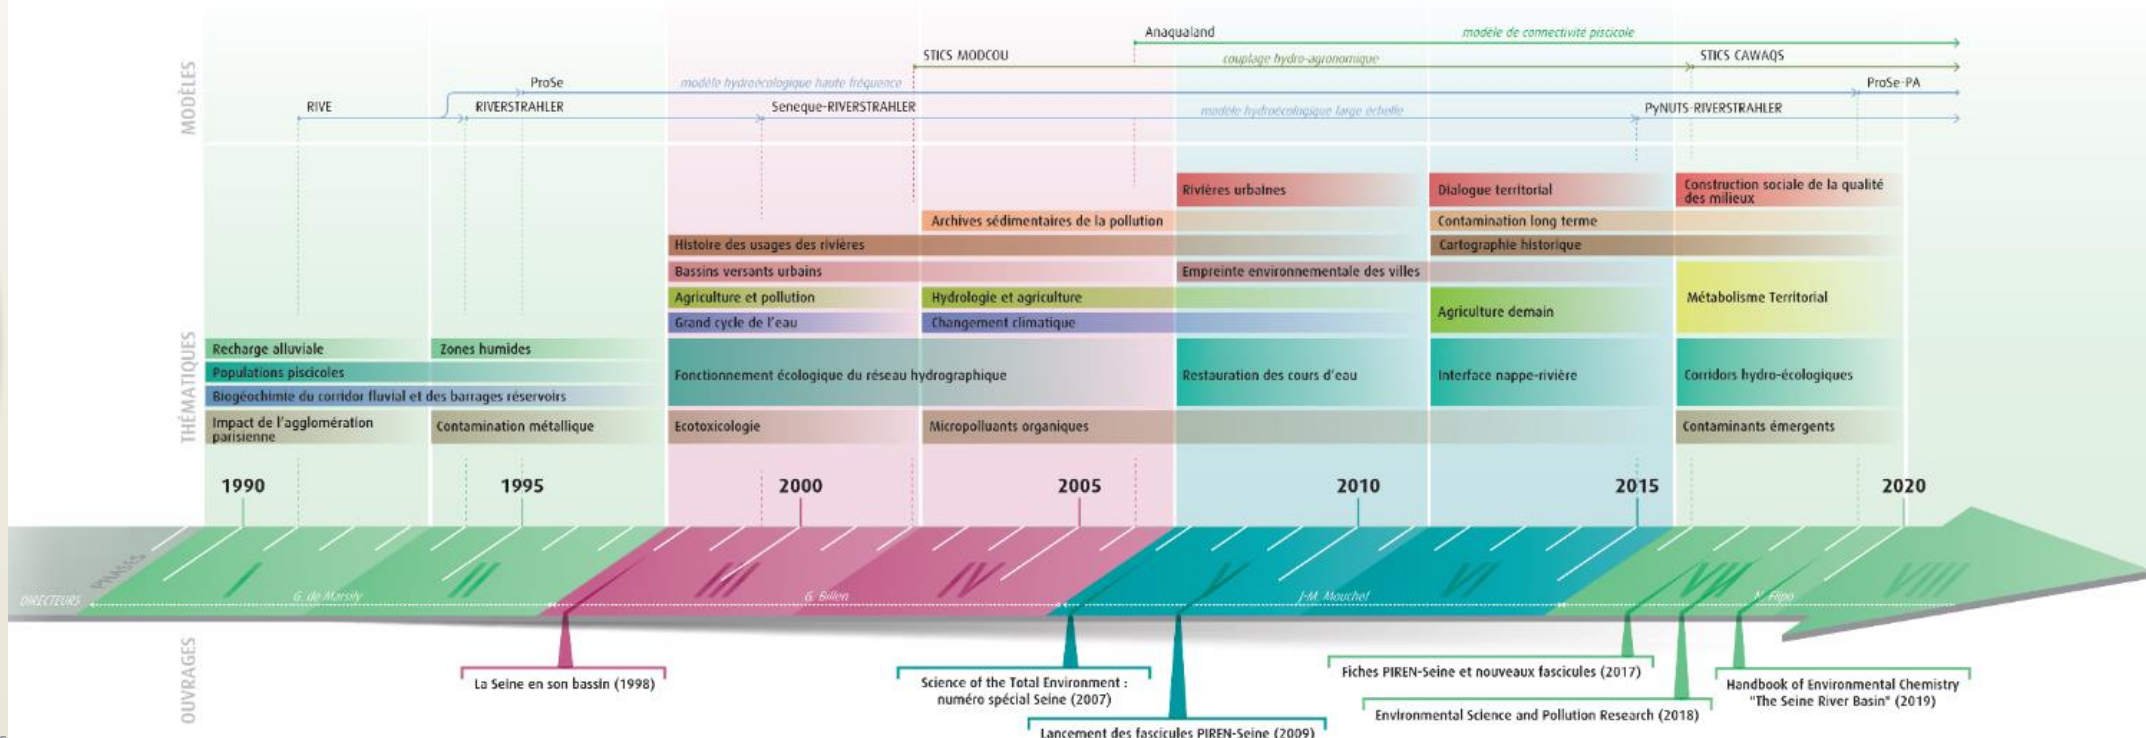 MODÈLES
Anaqualand
modèle de connectivité piscicole
STICS MODCOU
couplage hydro-agronomique
STICS CAWAQS
ProSe
modèle hydroécologique haute fréquence
ProSe-PA
RIVE
RIVERSTRAHLER
Seneque-RIVERSTRAHLER
modèle hydroécologique large échelle
PyNUTS-RIVERSTRAHLER
THÉMATIQUES
Rivières urbaines
Dialogue territorial
Construction sociale de la qualité
des milieux
Archives sédimentaires de la pollution
Contamination long terme
Histoire des usages des rivières
Cartographie historique
Bassins versants urbains
Empreinte environnementale des villes
Agriculture et pollution
Hydrologie et agriculture
Métabolisme Territorial
Agriculture demain
Grand cycle de l'eau
Changement climatique
Recharge alluviale
Zones humides
Populations piscicoles
Fonctionnement écologique du réseau hydrographique
Restauration des cours d'eau
Interface nappe-rivière
Corridors hydro-écologiques
Biogéochimie du corridor fluvial et des barrages réservoirs
Impact de l'agglomération
parisienne
Contamination métallique
Ecotoxicologie
Micropolluants organiques
Contaminants émergents
1990
1995
2000
2005
2010
2015
2020
PHASES
I
II
III
IV
V
VI
VII
VIII
DIRECTEURS
G. de Marsily
G. Billen
J-M. Mouchel
N. Flipo
OUVRAGES
La Seine en son bassin (1998)
Science of the Total Environment :
numéro spécial Seine (2007)
Lancement des fascicules PIREN-Seine (2009)
Fiches PIREN-Seine et nouveaux fascicules (2017)
Environmental Science and Pollution Research (2018)
Handbook of Environmental Chemistry
"The Seine River Basin" (2019)